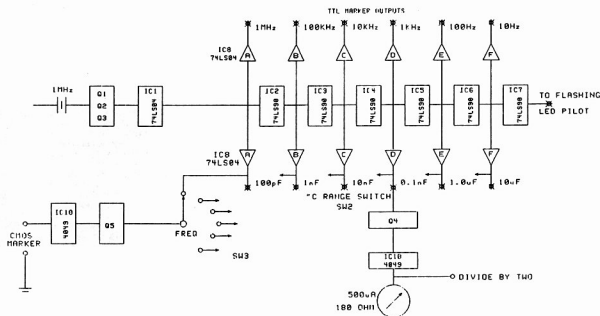 TTL MARKER OUTPUTS
1MHz 100KHz 10KHz 1KHz 100Hz 10Hz
IC8
74LS04
A B C D E F
1MHz
Q1
Q2
Q3
IC1
74LS04
IC2
74LS90
IC3
74LS90
IC4
74LS90
IC5
74LS90
IC6
74LS90
IC7
74LS90
TO FLASHING
LED PILOT
IC8
74LS04
A B C D E F
100pF 1nF 10nF 0.1nF 1.0uF 10uF
"C RANGE SWITCH
SW2
IC10
4049
Q5
FREQ
SW3
CMOS
MARKER
Q4
IC10
4049
DIVIDE BY TWO
500uA
180 OHM